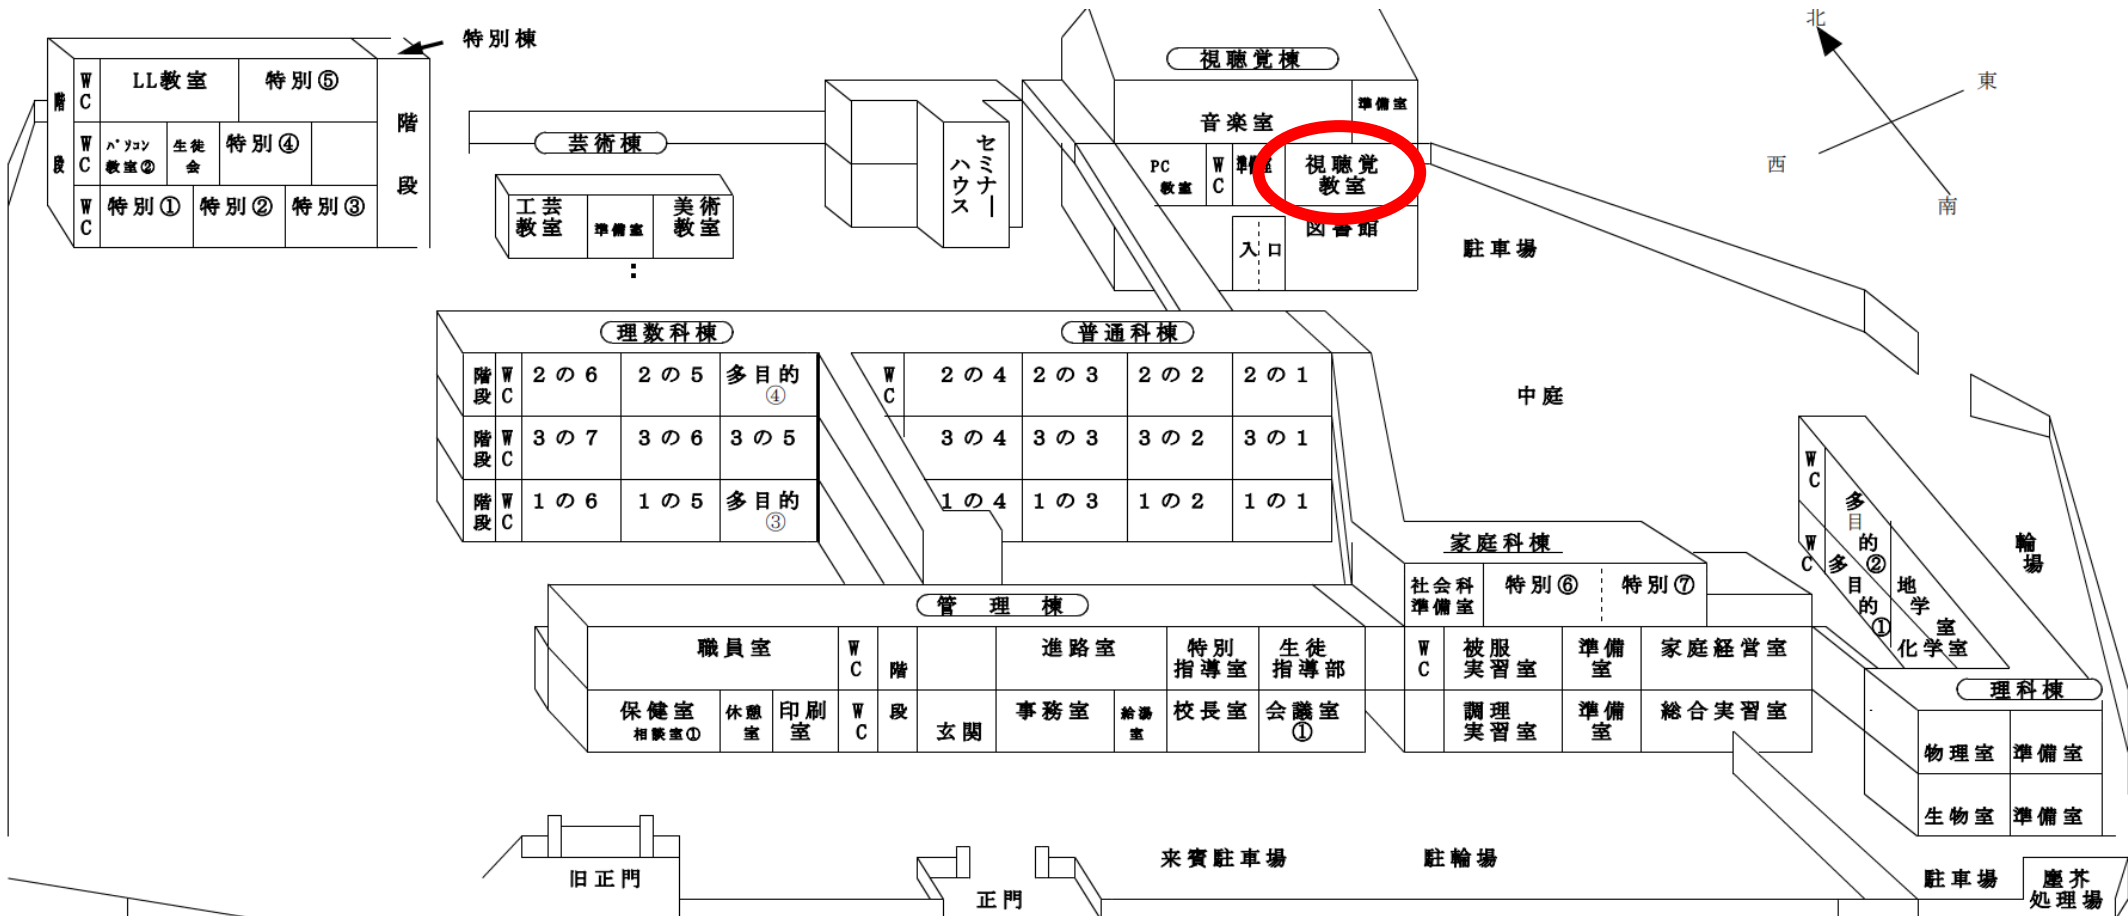 特別棟
階段
WC
LL教室
特別⑤
WC
パソコン
教室②
生徒
会
特別④
WC
特別①
特別②
特別③
階段
芸術棟
工芸
教室
準備室
美術
教室
:
セミナー
ハウス
視聴覚棟
音楽室
準備室
PC
教室
WC
準備室
視聴覚
教室
入口
図書館
駐車場
北
東
西
南
中庭
理数科棟
普通科棟
階段
WC
2の6
2の5
多目的
④
WC
2の4
2の3
2の2
2の1
階段
WC
3の7
3の6
3の5
3の4
3の3
3の2
3の1
階段
WC
1の6
1の5
多目的
③
1の4
1の3
1の2
1の1
家庭科棟
社会科
準備室
特別⑥
特別⑦
管理棟
職員室
WC
階段
進路室
特別
指導室
生徒
指導部
WC
被服
実習室
準備
室
家庭経営室
保健室
相談室①
休憩
室
印刷
室
WC
玄関
事務室
給湯
室
校長室
会議室
①
調理
実習室
準備
室
総合実習室
WC
多目的②
地学室
WC
多目的①
化学室
輪場
理科棟
物理室
準備室
生物室
準備室
旧正門
正門
来賓駐車場
駐輪場
駐車場
塵芥
処理場